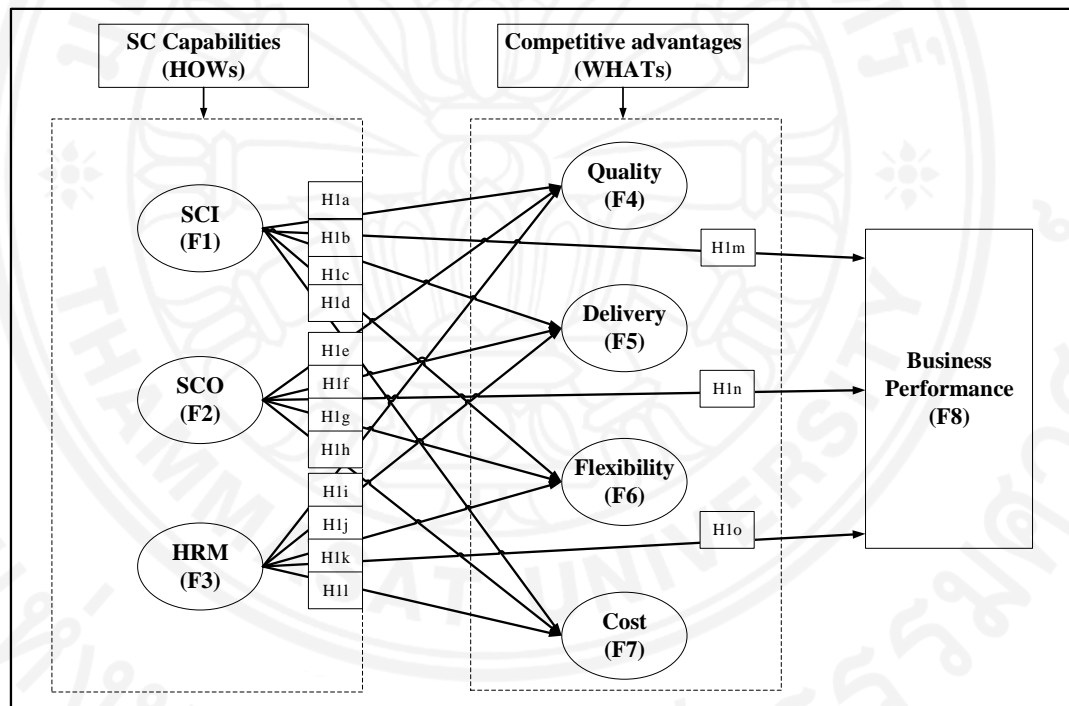 SC Capabilities
(HOWs)
Competitive advantages
(WHATs)
SCI
(F1)
SCO
(F2)
HRM
(F3)
H1a
H1b
H1c
H1d
H1e
H1f
H1g
H1h
H1i
H1j
H1k
H1l
Quality
(F4)
Delivery
(F5)
Flexibility
(F6)
Cost
(F7)
H1m
H1n
H1o
Business
Performance
(F8)